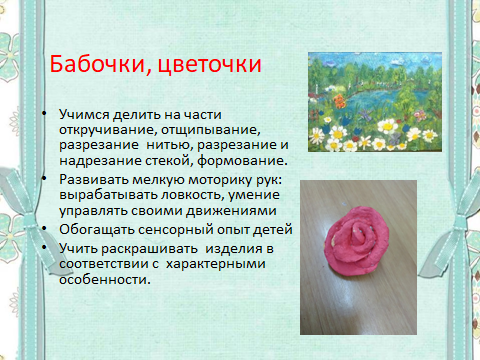 Бабочки, цветочки
• Учимся делить на части
откручивание, отщипывание,
разрезание нитью, разрезание и
надрезание стекой, формование.
• Развивать мелкую моторику рук:
вырабатывать ловкость, умение
управлять своими движениями
• Обогащать сенсорный опыт детей
• Учить раскрашивать изделия в
соответствии с характерными
особенности.